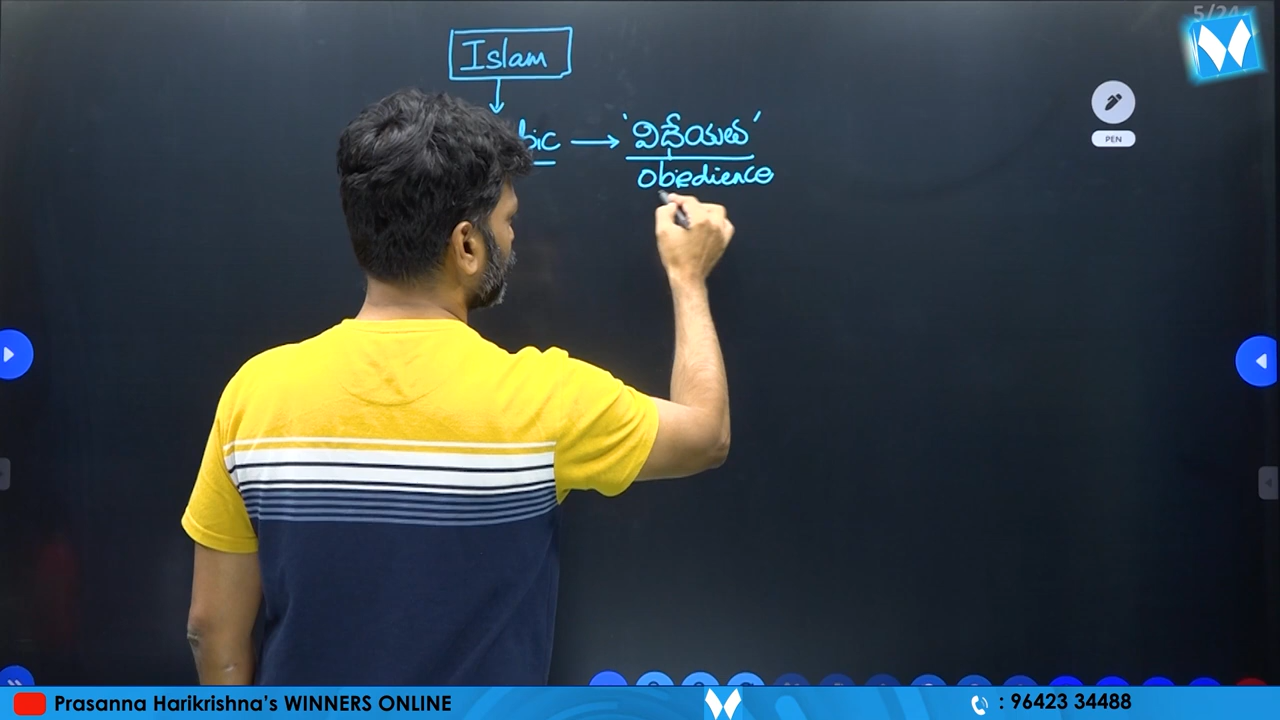 5/24
Islam
bic → 'విధేయత'
obedience
PEN
Prasanna Harikrishna's WINNERS ONLINE
: 96423 34488